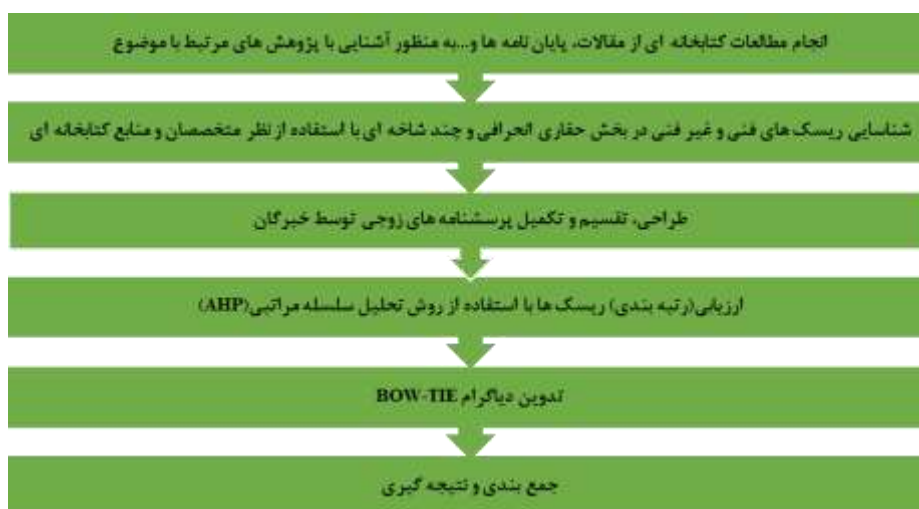 انجام مطالعات کتابخانه ای از مقالات، پایان نامه ها و...به منظور آشنایی با پژوهش های مرتبط با موضوع
شناسایی ریسک های فنی و غیر فنی در بخش حفاری انحرافی و چند شاخه ای با استفاده از نظر متخصصان و منابع کتابخانه ای
طراحی، تقسیم و تکمیل پرسشنامه های زوجی توسط خبرگان
ارزیابی(رتبه بندی) ریسک ها با استفاده از روش تحلیل سلسله مراتبی(AHP)
تدوین دیاگرام BOW-TIE
جمع بندی و نتیجه گیری